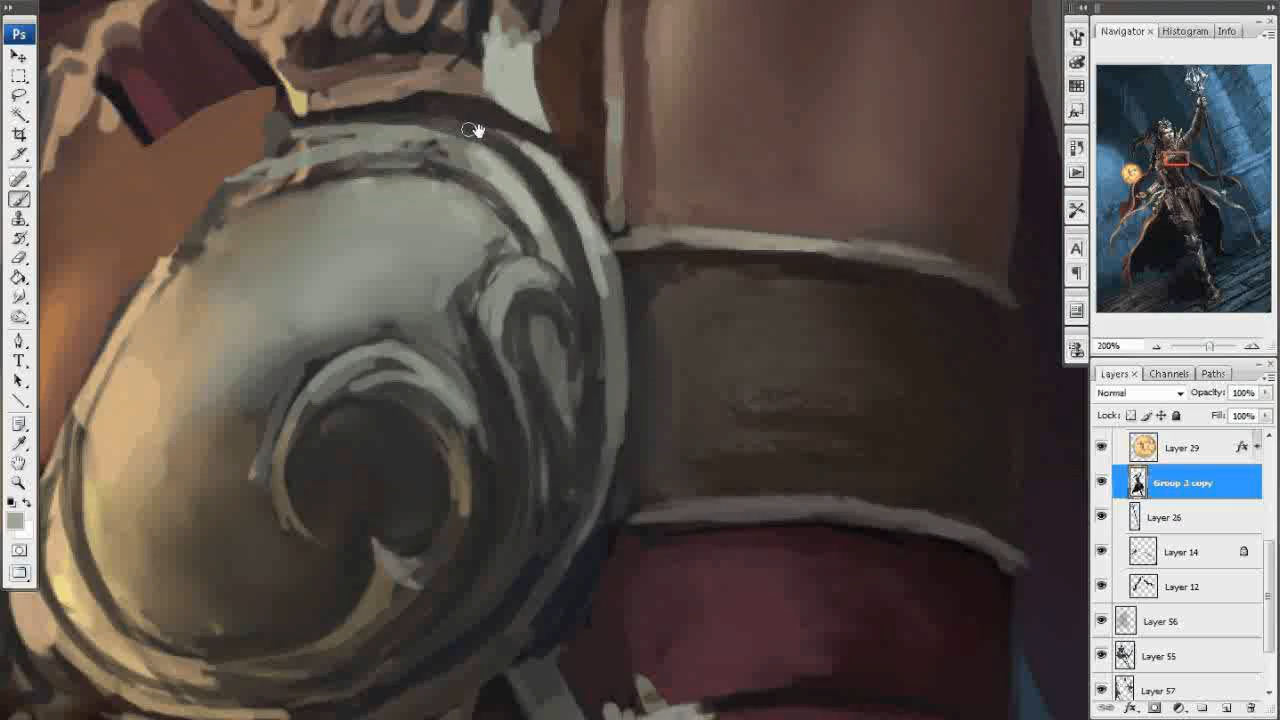 Ps
Navigator × Histogram Info
200%
Layers × Channels Paths
Normal Opacity: 100%
Lock: Fill: 100%
Layer 29 fx
Group 3 copy
Layer 26
Layer 14
Layer 12
Layer 56
Layer 55
Layer 57